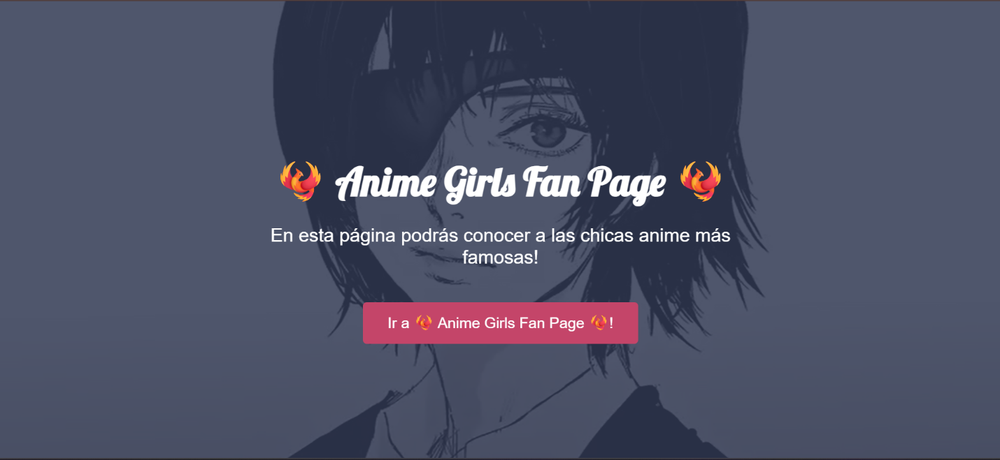 Anime Girls Fan Page
En esta página podrás conocer a las chicas anime más
famosas!
Ir a Anime Girls Fan Page !